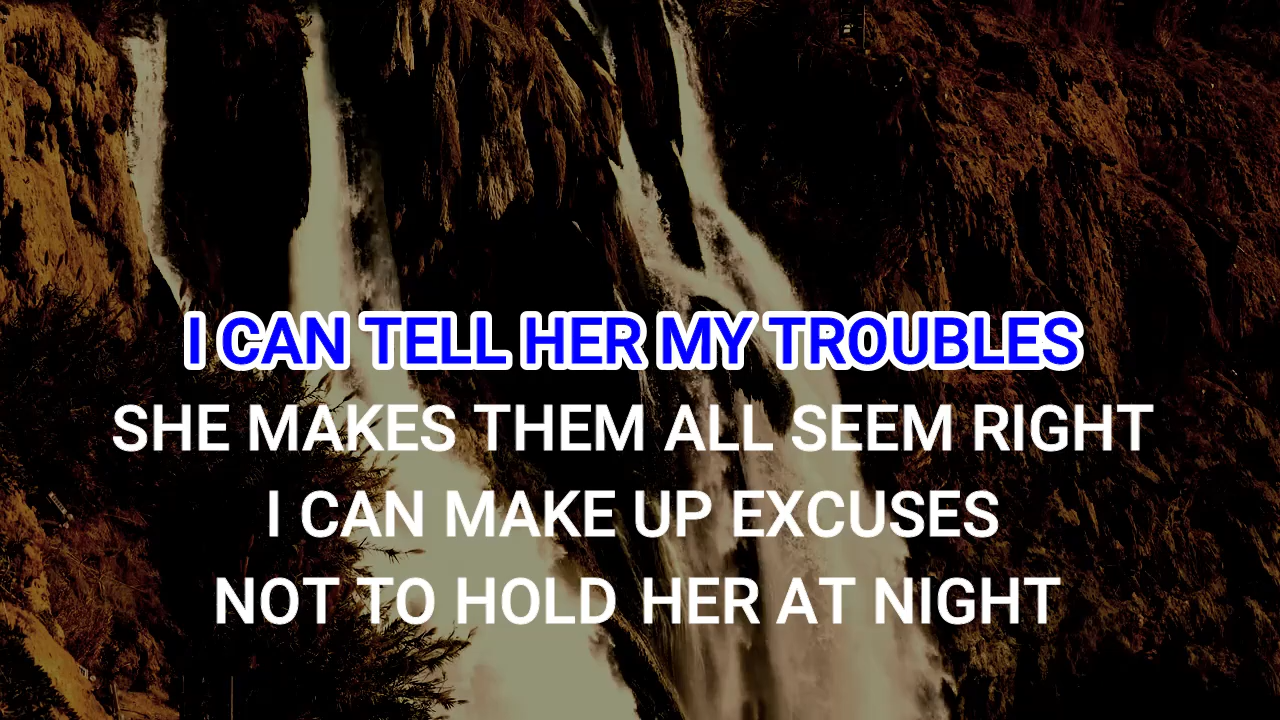 I CAN TELL HER MY TROUBLES
SHE MAKES THEM ALL SEEM RIGHT
I CAN MAKE UP EXCUSES
NOT TO HOLD HER AT NIGHT